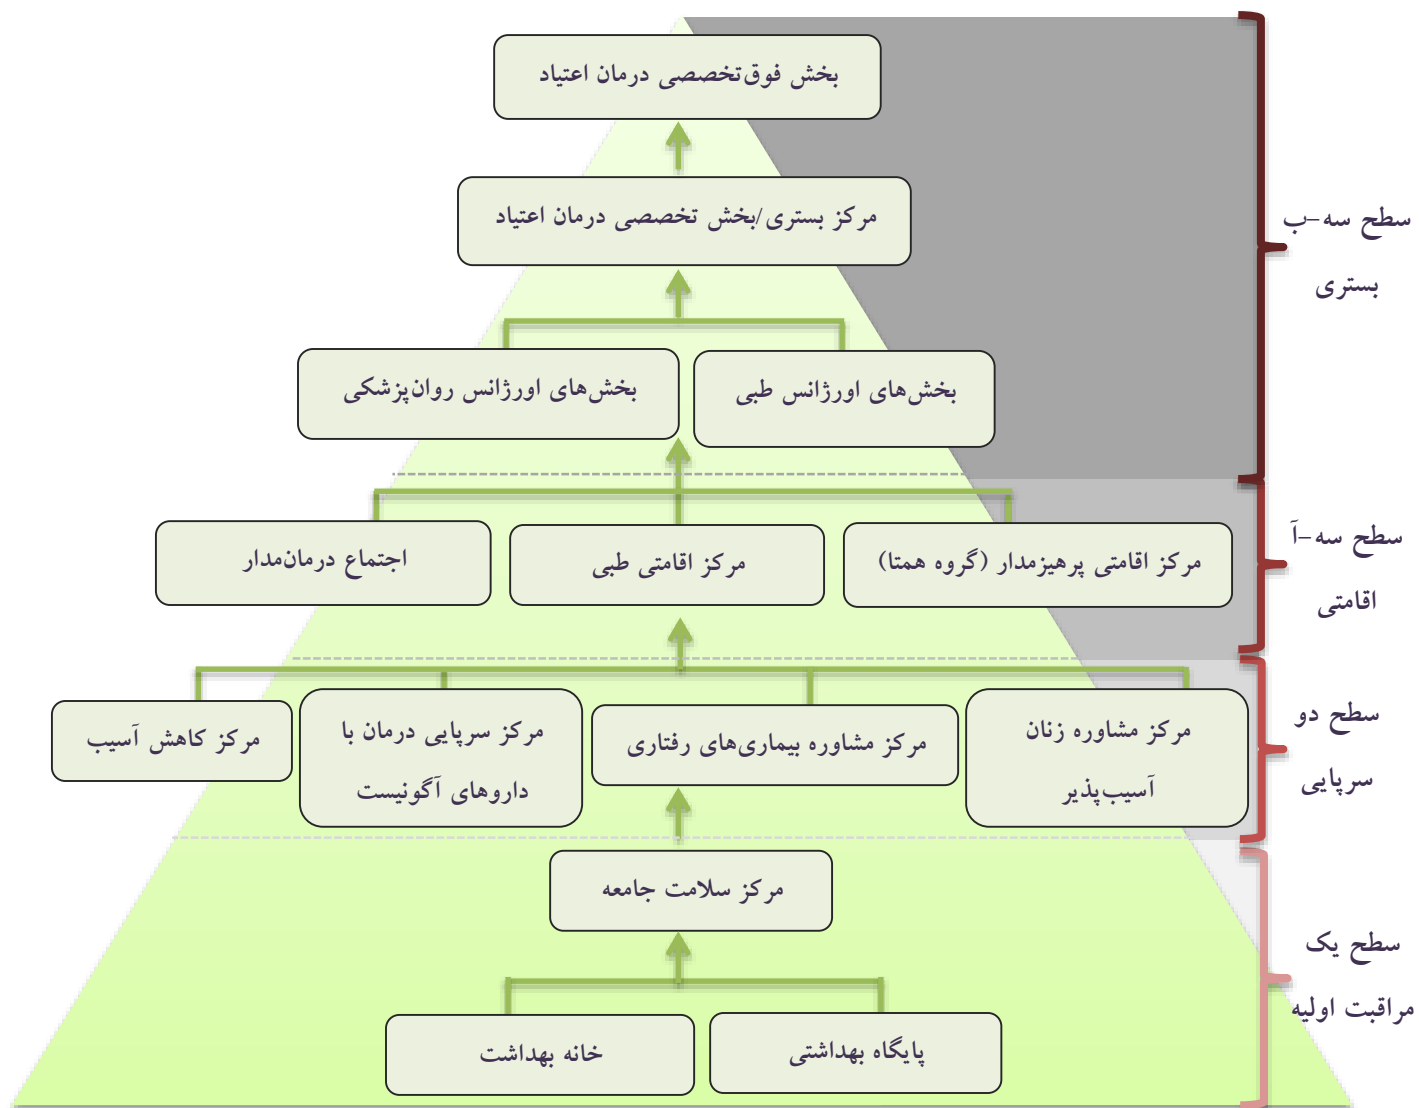 بخش فوق‌تخصصی درمان اعتیاد
مرکز بستری/بخش تخصصی درمان اعتیاد
سطح سه-ب
بستری
بخش‌های اورژانس طبی
بخش‌های اورژانس روان‌پزشکی
سطح سه-آ
اقامتی
مرکز اقامتی پرهیزمدار (گروه همتا)
مرکز اقامتی طبی
اجتماع درمان‌مدار
سطح دو
سرپایی
مرکز مشاوره زنان
آسیب‌پذیر
مرکز مشاوره بیماری‌های رفتاری
مرکز سرپایی درمان با
داروهای آگونیست
مرکز کاهش آسیب
مرکز سلامت جامعه
سطح یک
مراقبت اولیه
پایگاه بهداشتی
خانه بهداشت